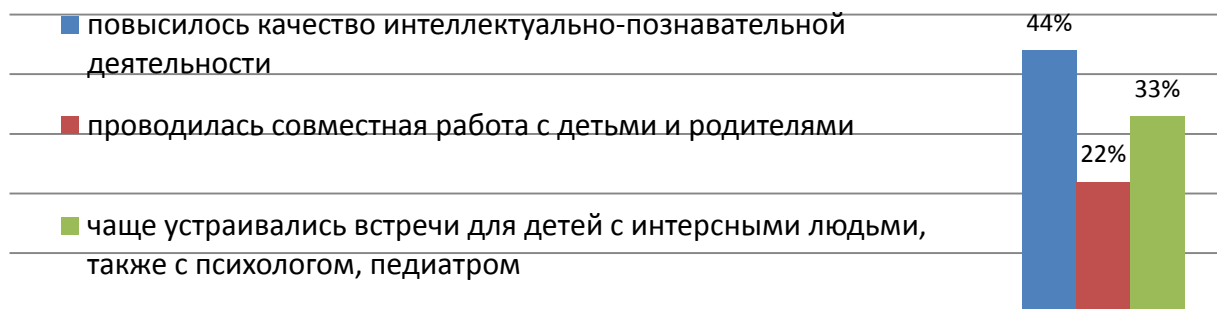 повысилось качество интеллектуально-познавательной
деятельности
проводилась совместная работа с детьми и родителями
чаще устраивались встречи для детей с интерсными людьми,
также с психологом, педиатром
44%
22%
33%